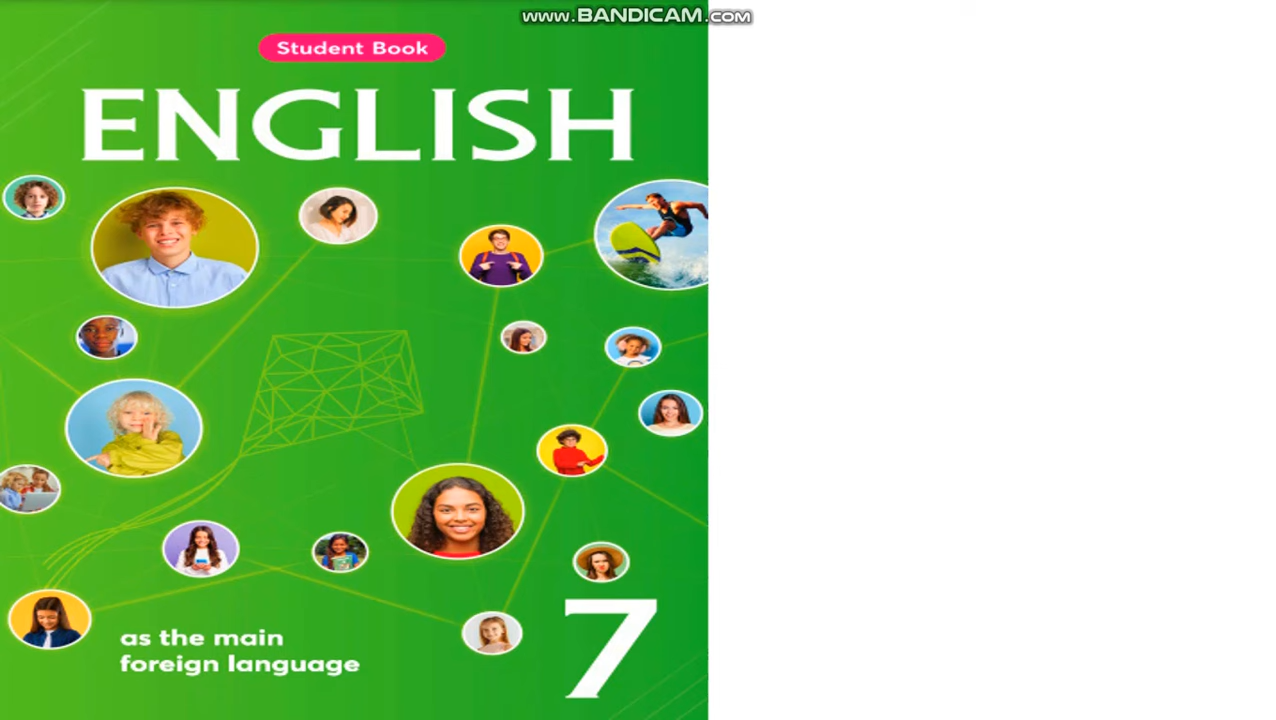 www.BANDICAM.com
Student Book
ENGLISH
as the main
foreign language
7